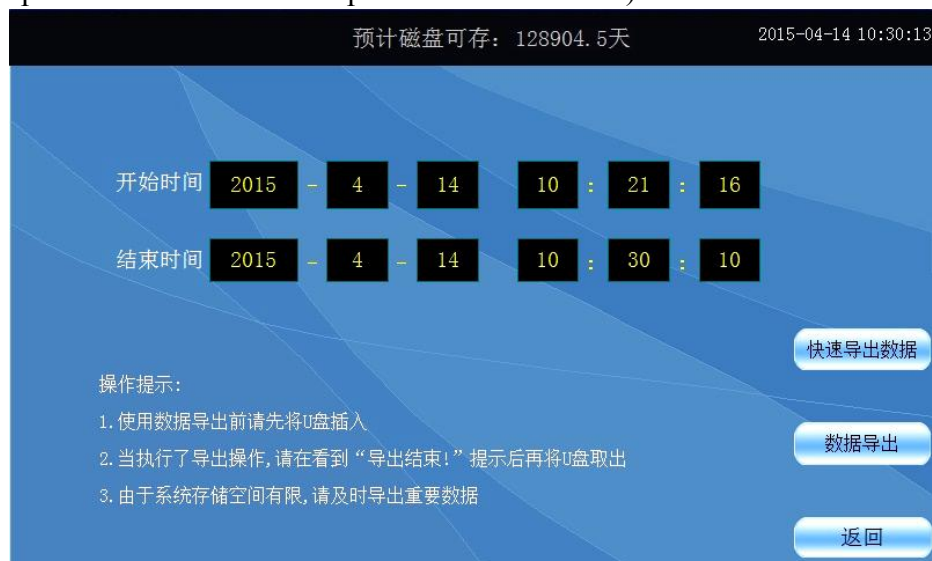 预计磁盘可存: 128904.5天
2015-04-14 10:30:13
开始时间 2015 - 4 - 14 10 : 21 : 16
结束时间 2015 - 4 - 14 10 : 30 : 10
快速导出数据
操作提示:
1.使用数据导出前请先将U盘插入
数据导出
2.当执行了导出操作,请在看到“导出结束!”提示后再将U盘取出
3.由于系统存储空间有限,请及时导出重要数据
返回